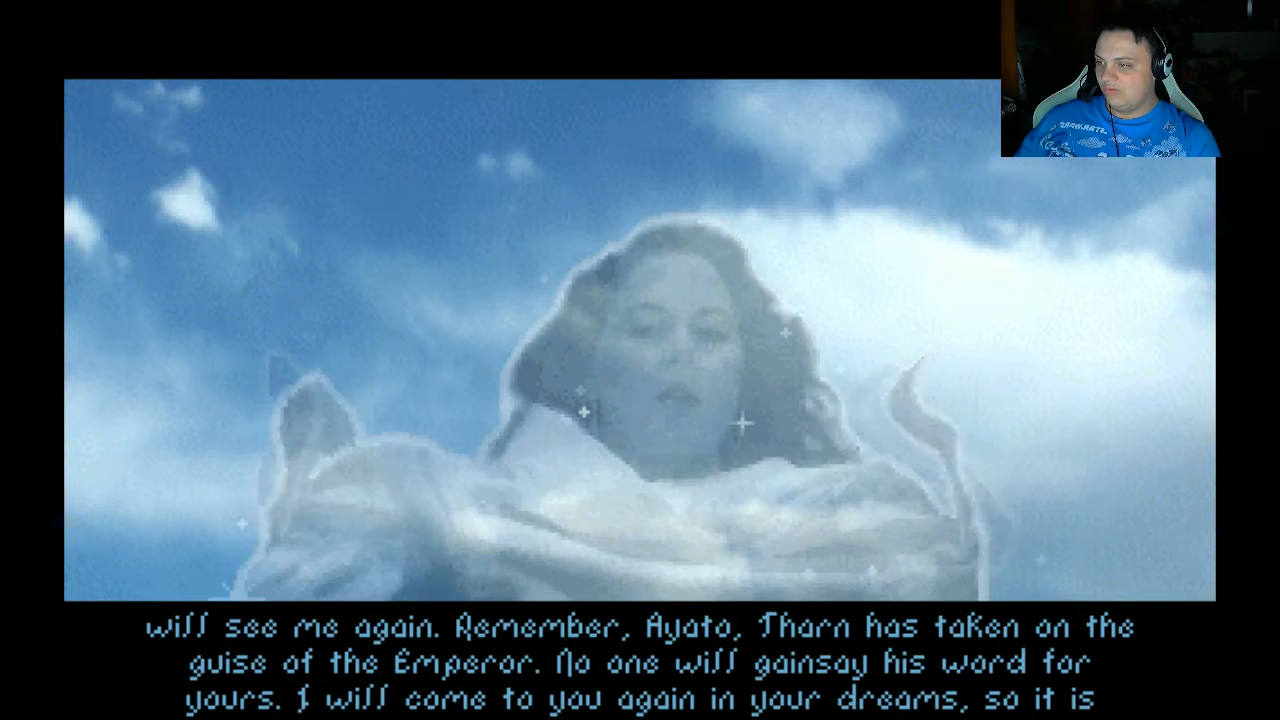 will see me again. Remember, Ayato, Tharn has taken on the
guise of the Emperor. No one will gainsay his word for
yours. I will come to you again in your dreams, so it is